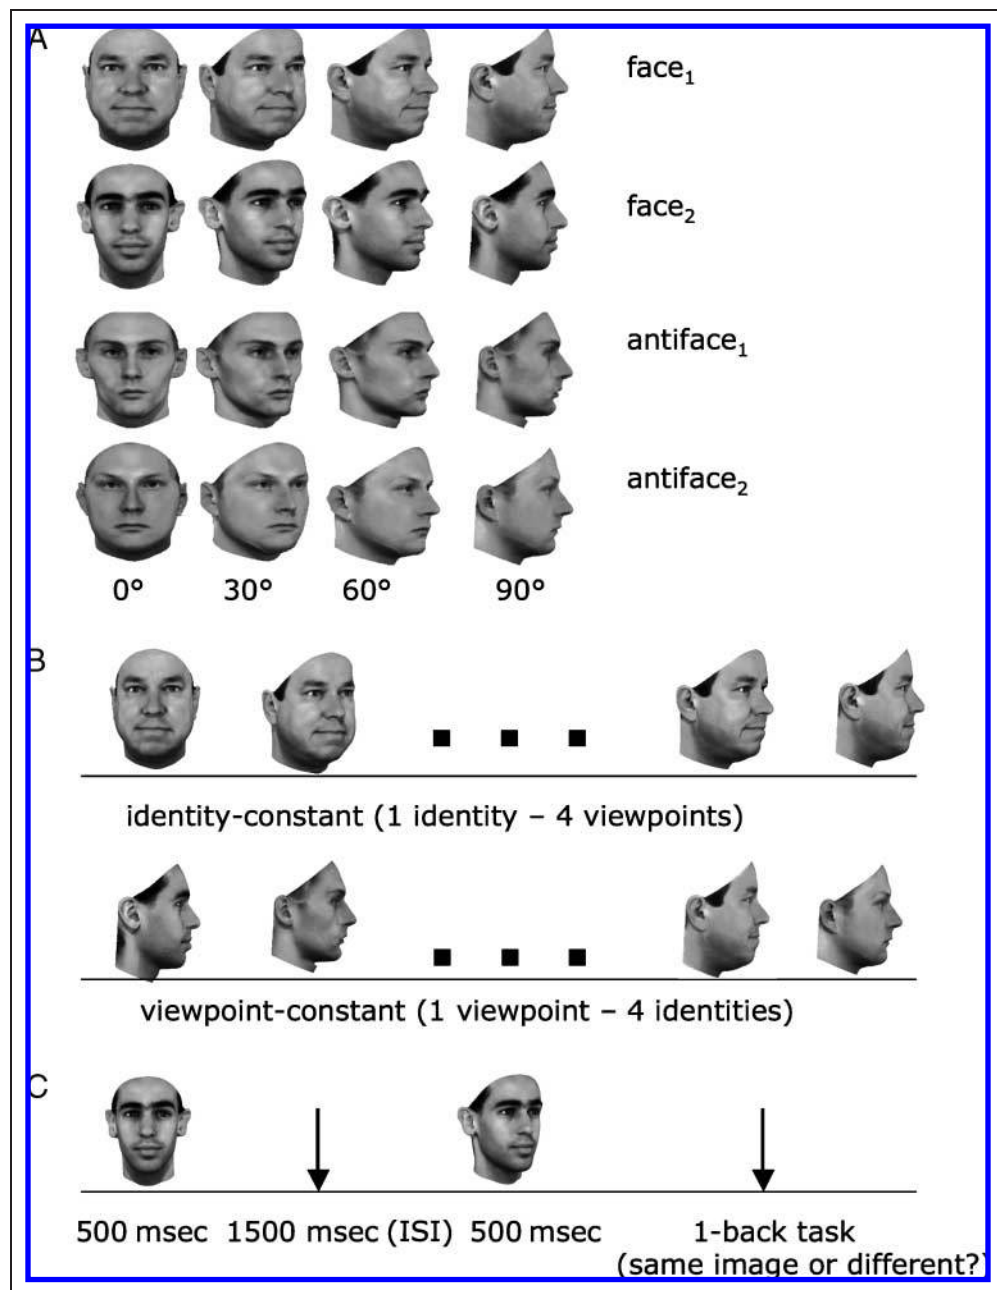 A
face₁
face₂
antiface₁
antiface₂
0° 30° 60° 90°
B
identity-constant (1 identity – 4 viewpoints)
viewpoint-constant (1 viewpoint – 4 identities)
C
500 msec 1500 msec (ISI) 500 msec 1-back task
(same image or different?)